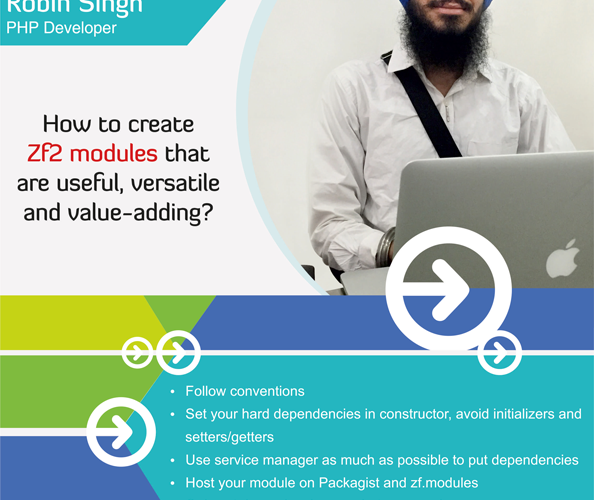 Robin Singh
PHP Developer
How to create
Zf2 modules that
are useful, versatile
and value-adding?
• Follow conventions
• Set your hard dependencies in constructor, avoid initializers and
setters/getters
• Use service manager as much as possible to put dependencies
• Host your module on Packagist and zf.modules